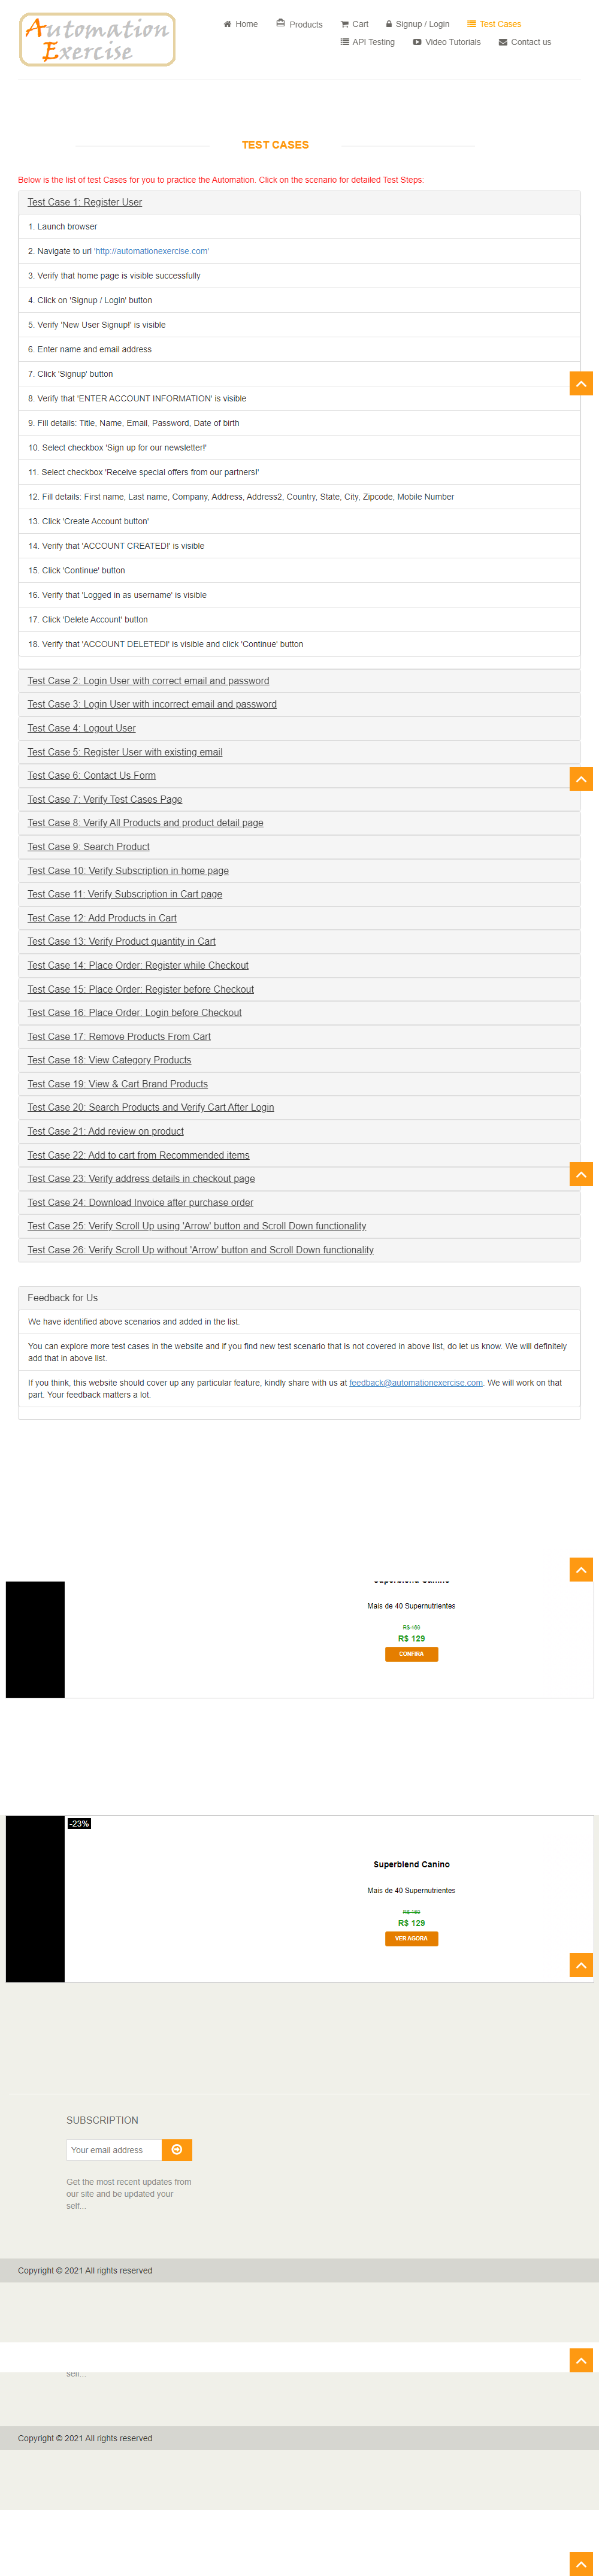 Automation
Exercise
Home
Products
Cart
Signup / Login
Test Cases
API Testing
Video Tutorials
Contact us
TEST CASES
Below is the list of test Cases for you to practice the Automation. Click on the scenario for detailed Test Steps:
Test Case 1: Register User
1. Launch browser
2. Navigate to url 'http://automationexercise.com'
3. Verify that home page is visible successfully
4. Click on 'Signup / Login' button
5. Verify 'New User Signup!' is visible
6. Enter name and email address
7. Click 'Signup' button
8. Verify that 'ENTER ACCOUNT INFORMATION' is visible
9. Fill details: Title, Name, Email, Password, Date of birth
10. Select checkbox 'Sign up for our newsletter!'
11. Select checkbox 'Receive special offers from our partners!'
12. Fill details: First name, Last name, Company, Address, Address2, Country, State, City, Zipcode, Mobile Number
13. Click 'Create Account button'
14. Verify that 'ACCOUNT CREATED!' is visible
15. Click 'Continue' button
16. Verify that 'Logged in as username' is visible
17. Click 'Delete Account' button
18. Verify that 'ACCOUNT DELETED!' is visible and click 'Continue' button
Test Case 2: Login User with correct email and password
Test Case 3: Login User with incorrect email and password
Test Case 4: Logout User
Test Case 5: Register User with existing email
Test Case 6: Contact Us Form
Test Case 7: Verify Test Cases Page
Test Case 8: Verify All Products and product detail page
Test Case 9: Search Product
Test Case 10: Verify Subscription in home page
Test Case 11: Verify Subscription in Cart page
Test Case 12: Add Products in Cart
Test Case 13: Verify Product quantity in Cart
Test Case 14: Place Order: Register while Checkout
Test Case 15: Place Order: Register before Checkout
Test Case 16: Place Order: Login before Checkout
Test Case 17: Remove Products From Cart
Test Case 18: View Category Products
Test Case 19: View & Cart Brand Products
Test Case 20: Search Products and Verify Cart After Login
Test Case 21: Add review on product
Test Case 22: Add to cart from Recommended items
Test Case 23: Verify address details in checkout page
Test Case 24: Download Invoice after purchase order
Test Case 25: Verify Scroll Up using 'Arrow' button and Scroll Down functionality
Test Case 26: Verify Scroll Up without 'Arrow' button and Scroll Down functionality
Feedback for Us
We have identified above scenarios and added in the list.
You can explore more test cases in the website and if you find new test scenario that is not covered in above list, do let us know. We will definitely
add that in above list.
If you think, this website should cover up any particular feature, kindly share with us at feedback@automationexercise.com. We will work on that
part. Your feedback matters a lot.
Mais de 40 Supernutrientes
R$ 129
CONFIRA
-23%
Superblend Canino
Mais de 40 Supernutrientes
R$ 129
VER AGORA
SUBSCRIPTION
Your email address
Get the most recent updates from
our site and be updated your
self...
Copyright © 2021 All rights reserved
self...
Copyright © 2021 All rights reserved